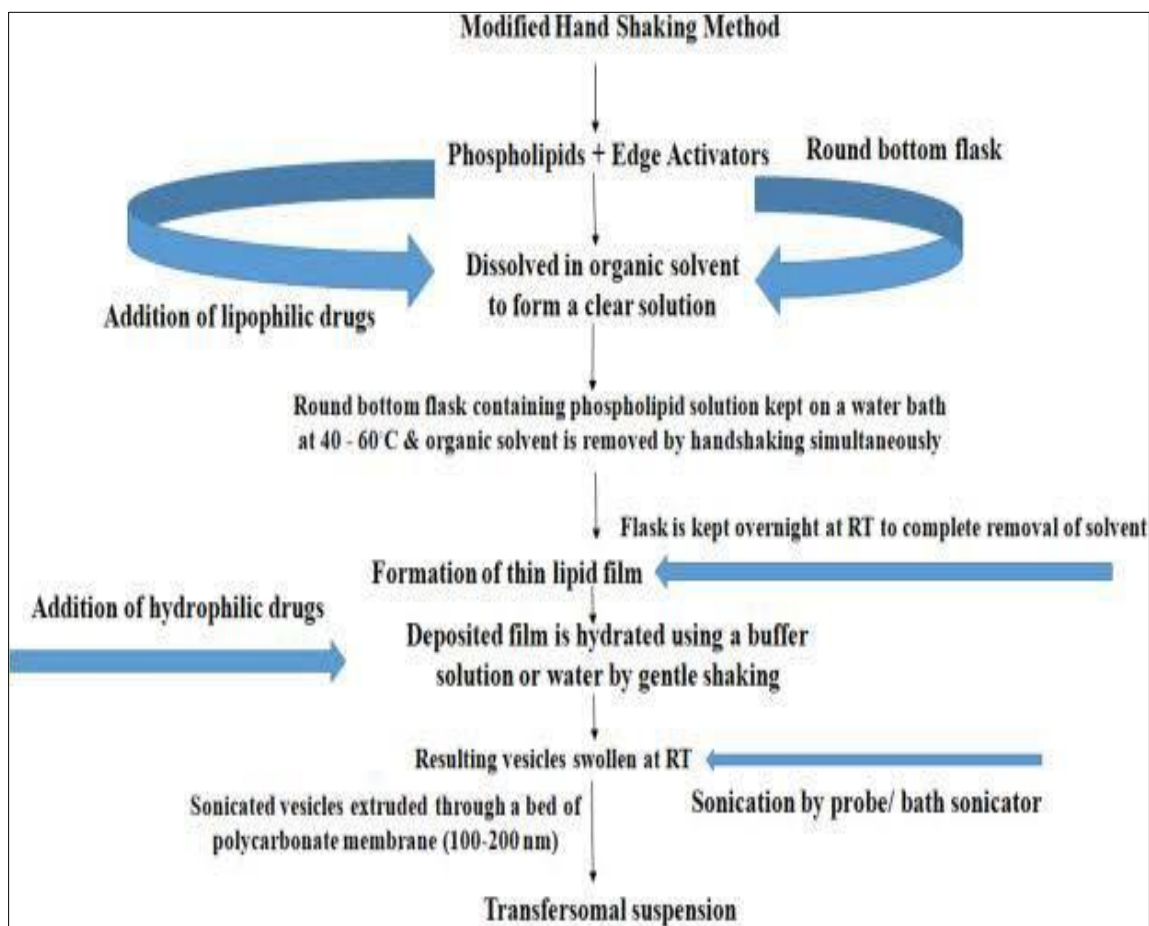 Modified Hand Shaking Method
Phospholipids + Edge Activators
Round bottom flask
Dissolved in organic solvent
to form a clear solution
Addition of lipophilic drugs
Round bottom flask containing phospholipid solution kept on a water bath
at 40 - 60°C & organic solvent is removed by handshaking simultaneously
Flask is kept overnight at RT to complete removal of solvent
Formation of thin lipid film
Addition of hydrophilic drugs
Deposited film is hydrated using a buffer
solution or water by gentle shaking
Resulting vesicles swollen at RT
Sonication by probe/ bath sonicator
Sonicated vesicles extruded through a bed of
polycarbonate membrane (100-200 nm)
Transfersomal suspension